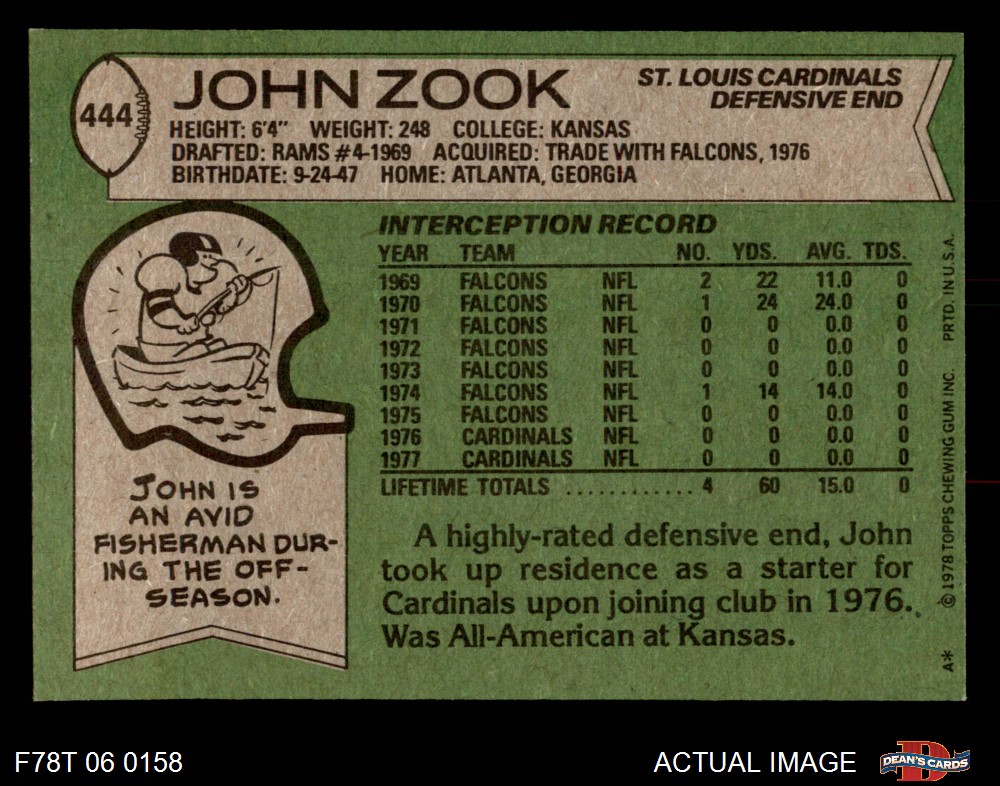 444
JOHN ZOOK
ST. LOUIS CARDINALS
DEFENSIVE END
HEIGHT: 6'4" WEIGHT: 248 COLLEGE: KANSAS
DRAFTED: RAMS #4-1969 ACQUIRED: TRADE WITH FALCONS, 1976
BIRTHDATE: 9-24-47 HOME: ATLANTA, GEORGIA
INTERCEPTION RECORD
YEAR TEAM NO. YDS. AVG. TDS.
1969 FALCONS NFL 2 22 11.0 0
1970 FALCONS NFL 1 24 24.0 0
1971 FALCONS NFL 0 0 0.0 0
1972 FALCONS NFL 0 0 0.0 0
1973 FALCONS NFL 0 0 0.0 0
1974 FALCONS NFL 1 14 14.0 0
1975 FALCONS NFL 0 0 0.0 0
1976 CARDINALS NFL 0 0 0.0 0
1977 CARDINALS NFL 0 0 0.0 0
LIFETIME TOTALS ............ 4 60 15.0 0
JOHN IS
AN AVID
FISHERMAN DUR-
ING THE OFF-
SEASON.
A highly-rated defensive end, John
took up residence as a starter for
Cardinals upon joining club in 1976.
Was All-American at Kansas.
A* © 1978 TOPPS CHEWING GUM INC. PRTD. IN U.S.A.
F78T 06 0158
ACTUAL IMAGE
D
DEAN'S CARDS